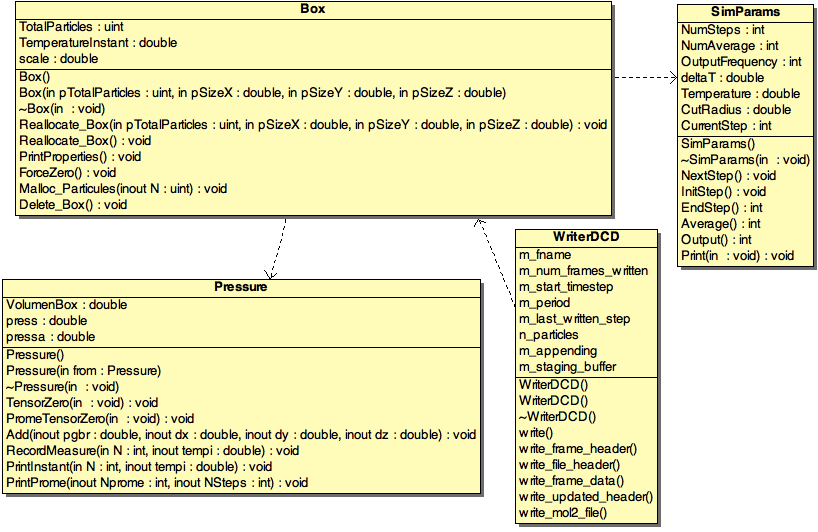 Box
TotalParticles : uint
TemperatureInstant : double
scale : double
Box()
Box(in pTotalParticles : uint, in pSizeX : double, in pSizeY : double, in pSizeZ : double)
~Box(in  : void)
Reallocate_Box(in pTotalParticles : uint, in pSizeX : double, in pSizeY : double, in pSizeZ : double) : void
Reallocate_Box() : void
PrintProperties() : void
ForceZero() : void
Malloc_Particules(inout N : uint) : void
Delete_Box() : void
SimParams
NumSteps : int
NumAverage : int
OutputFrequency : int
deltaT : double
Temperature : double
CutRadius : double
CurrentStep : int
SimParams()
~SimParams(in  : void)
NextStep() : void
InitStep() : void
EndStep() : int
Average() : int
Output() : int
Print(in  : void) : void
Pressure
VolumenBox : double
press : double
pressa : double
Pressure()
Pressure(in from : Pressure)
~Pressure(in  : void)
TensorZero(in  : void) : void
PromeTensorZero(in  : void) : void
Add(inout pgbr : double, inout dx : double, inout dy : double, inout dz : double) : void
RecordMeasure(in N : int, inout tempi : double) : void
PrintInstant(in N : int, inout tempi : double) : void
PrintProme(inout Nprome : int, inout NSteps : int) : void
WriterDCD
m_fname
m_num_frames_written
m_start_timestep
m_period
m_last_written_step
n_particles
m_appending
m_staging_buffer
WriterDCD()
WriterDCD()
~WriterDCD()
write()
write_frame_header()
write_file_header()
write_frame_data()
write_updated_header()
write_mol2_file()